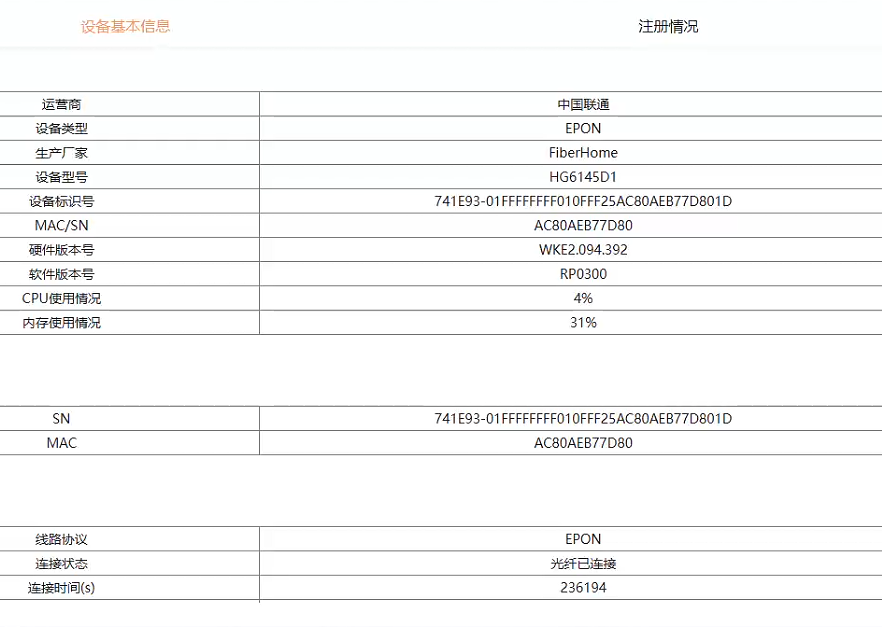 设备基本信息 注册情况
运营商 中国联通
设备类型 EPON
生产厂家 FiberHome
设备型号 HG6145D1
设备标识号 741E93-01FFFFFFFF010FFF25AC80AEB77D801D
MAC/SN AC80AEB77D80
硬件版本号 WKE2.094.392
软件版本号 RP0300
CPU使用情况 4%
内存使用情况 31%
SN 741E93-01FFFFFFFF010FFF25AC80AEB77D801D
MAC AC80AEB77D80
线路协议 EPON
连接状态 光纤已连接
连接时间(s) 236194